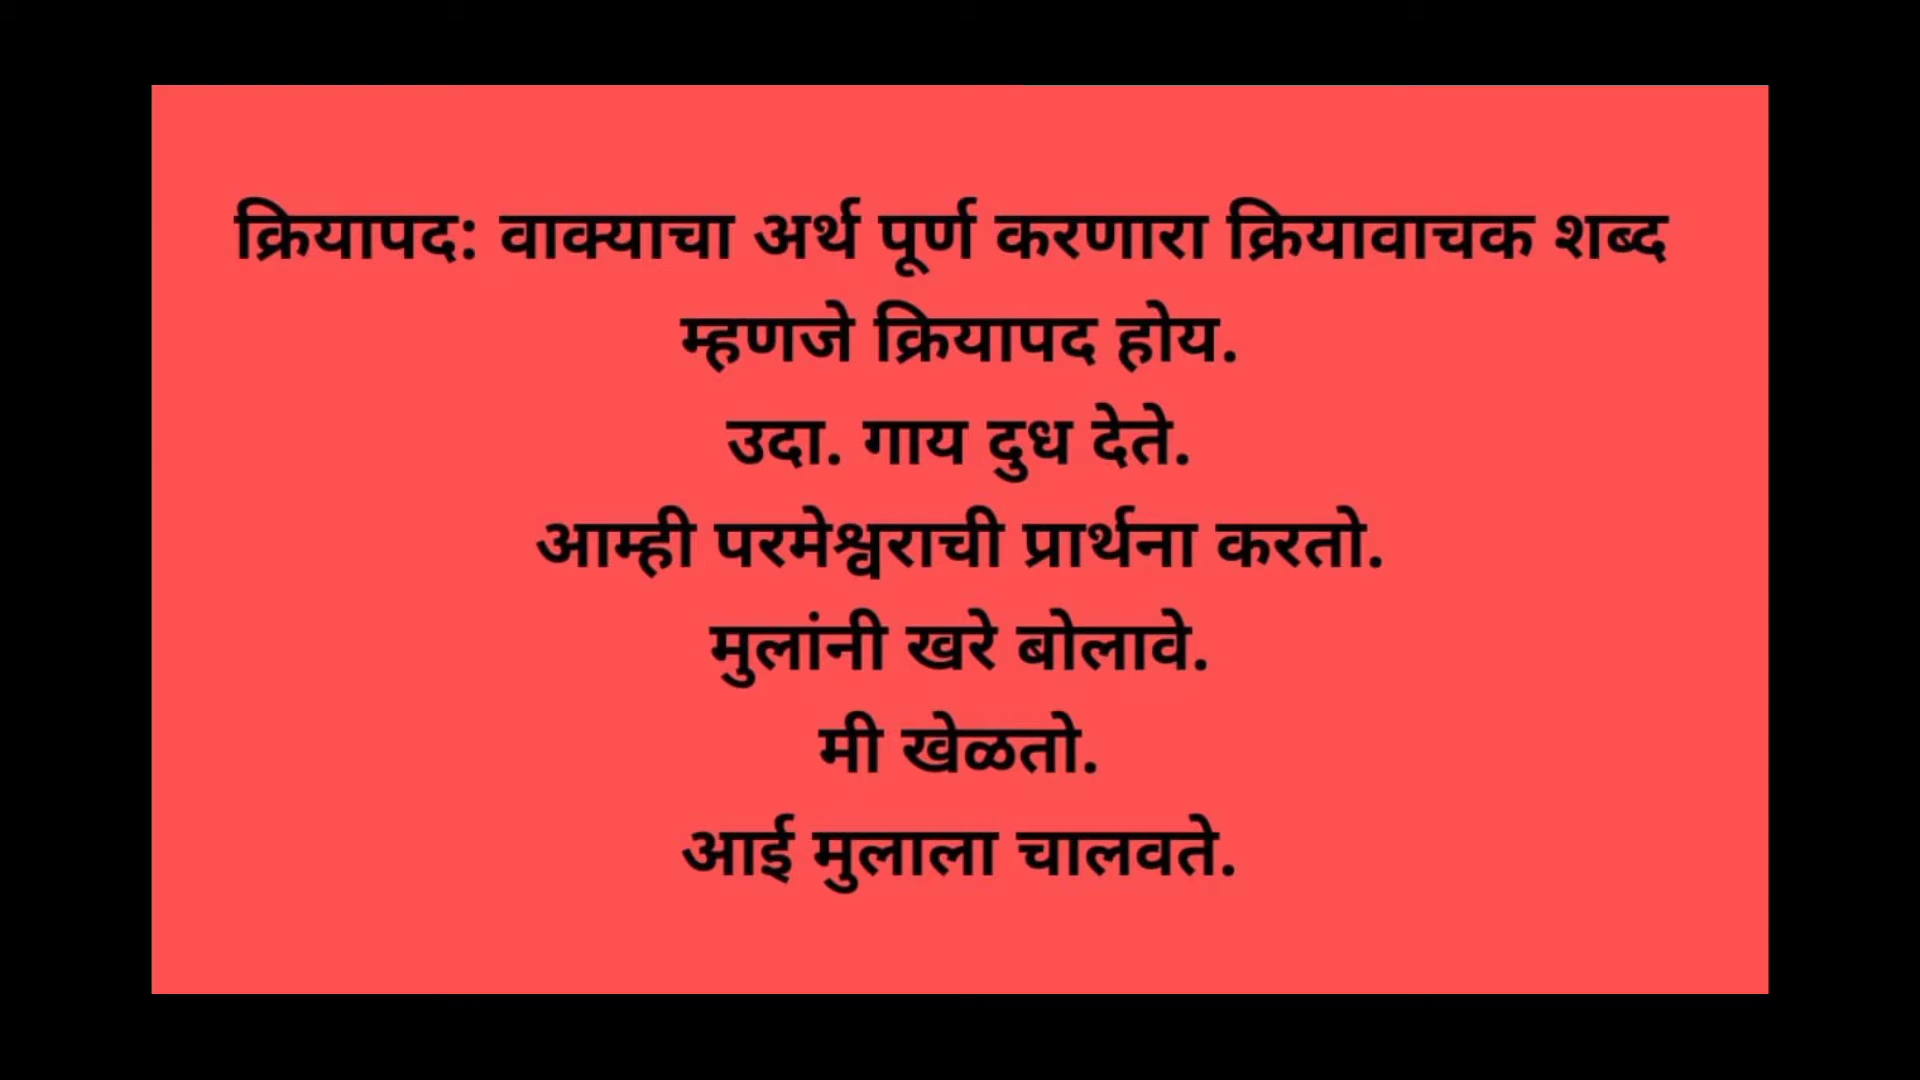 क्रियापद: वाक्याचा अर्थ पूर्ण करणारा क्रियावाचक शब्द
म्हणजे क्रियापद होय.
उदा. गाय दुध देते.
आम्ही परमेश्वराची प्रार्थना करतो.
मुलांनी खरे बोलावे.
मी खेळतो.
आई मुलाला चालवते.